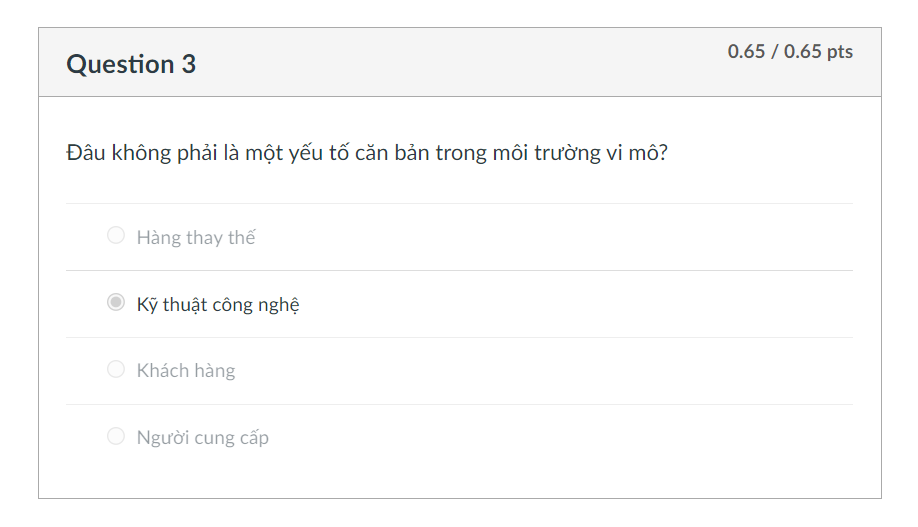 Question 3
0.65 / 0.65 pts
Đâu không phải là một yếu tố căn bản trong môi trường vi mô?
Hàng thay thế
Kỹ thuật công nghệ
Khách hàng
Người cung cấp